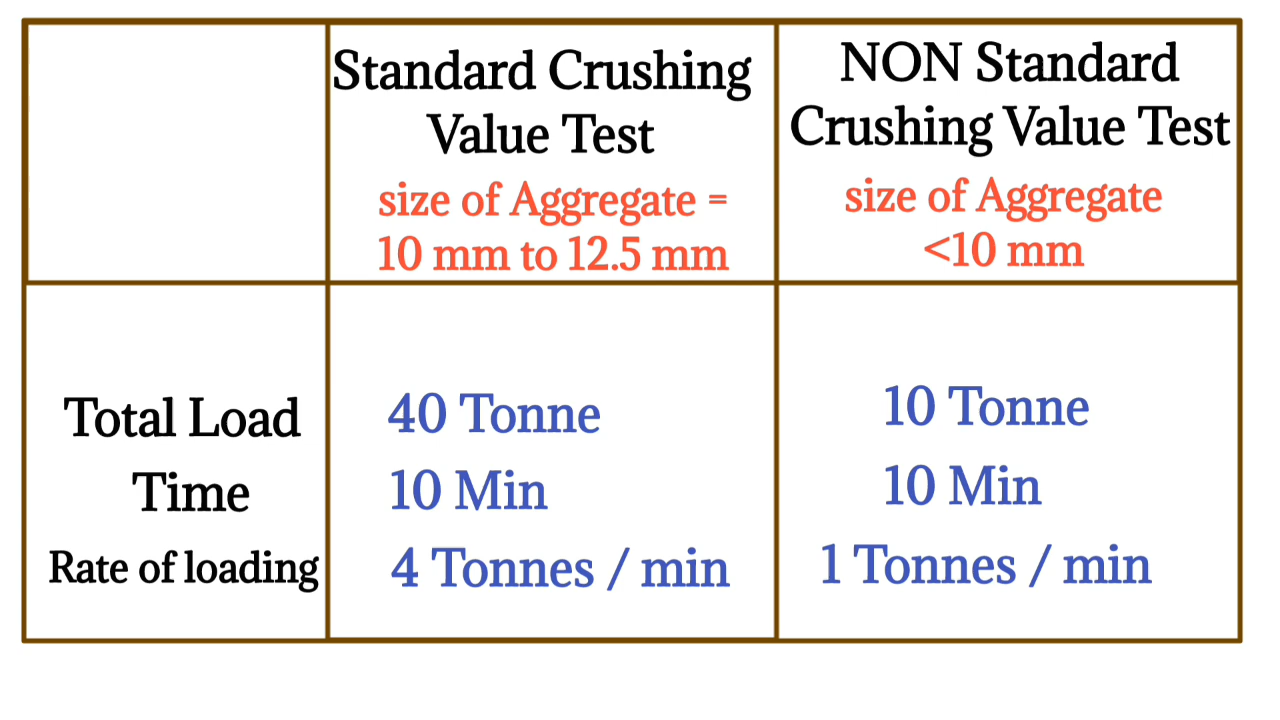 Standard Crushing
Value Test
size of Aggregate =
10 mm to 12.5 mm
NON Standard
Crushing Value Test
size of Aggregate
<10 mm
Total Load
40 Tonne
10 Tonne
Time
10 Min
10 Min
Rate of loading
4 Tonnes / min
1 Tonnes / min